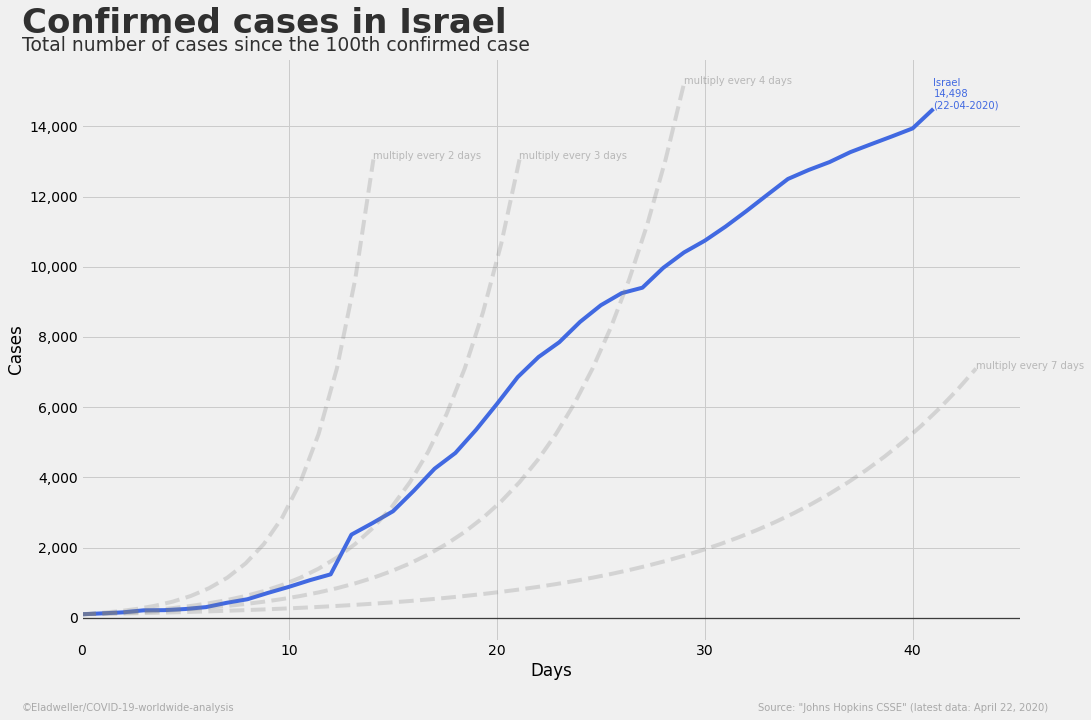 Confirmed cases in Israel
Total number of cases since the 100th confirmed case
multiply every 4 days
Israel
14,498
(22-04-2020)
14,000
multiply every 2 days
multiply every 3 days
12,000
10,000
8,000
multiply every 7 days
6,000
4,000
2,000
0
Cases
0 10 20 30 40
Days
©Eladweller/COVID-19-worldwide-analysis
Source: "Johns Hopkins CSSE" (latest data: April 22, 2020)